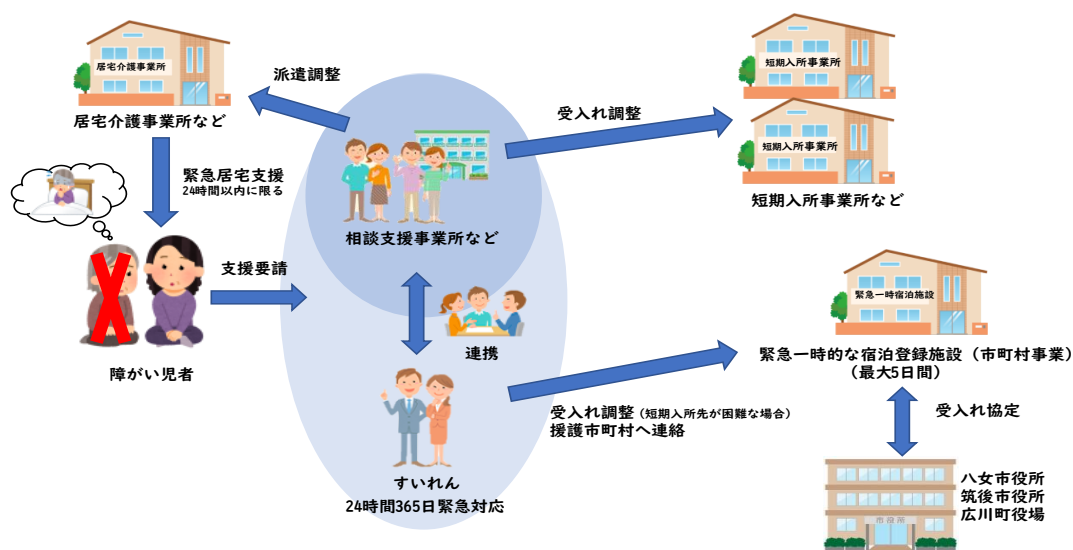 居宅介護事業所
居宅介護事業所など
派遣調整
受入れ調整
短期入所事業所
短期入所事業所
短期入所事業所など
緊急居宅支援
24時間以内に限る
相談支援事業所など
支援要請
障がい児者
連携
緊急一時宿泊施設
緊急一時的な宿泊登録施設（市町村事業）
（最大5日間）
受入れ調整（短期入所先が困難な場合）
援護市町村へ連絡
受入れ協定
すいれん
24時間365日緊急対応
市役所
八女市役所
筑後市役所
広川町役場